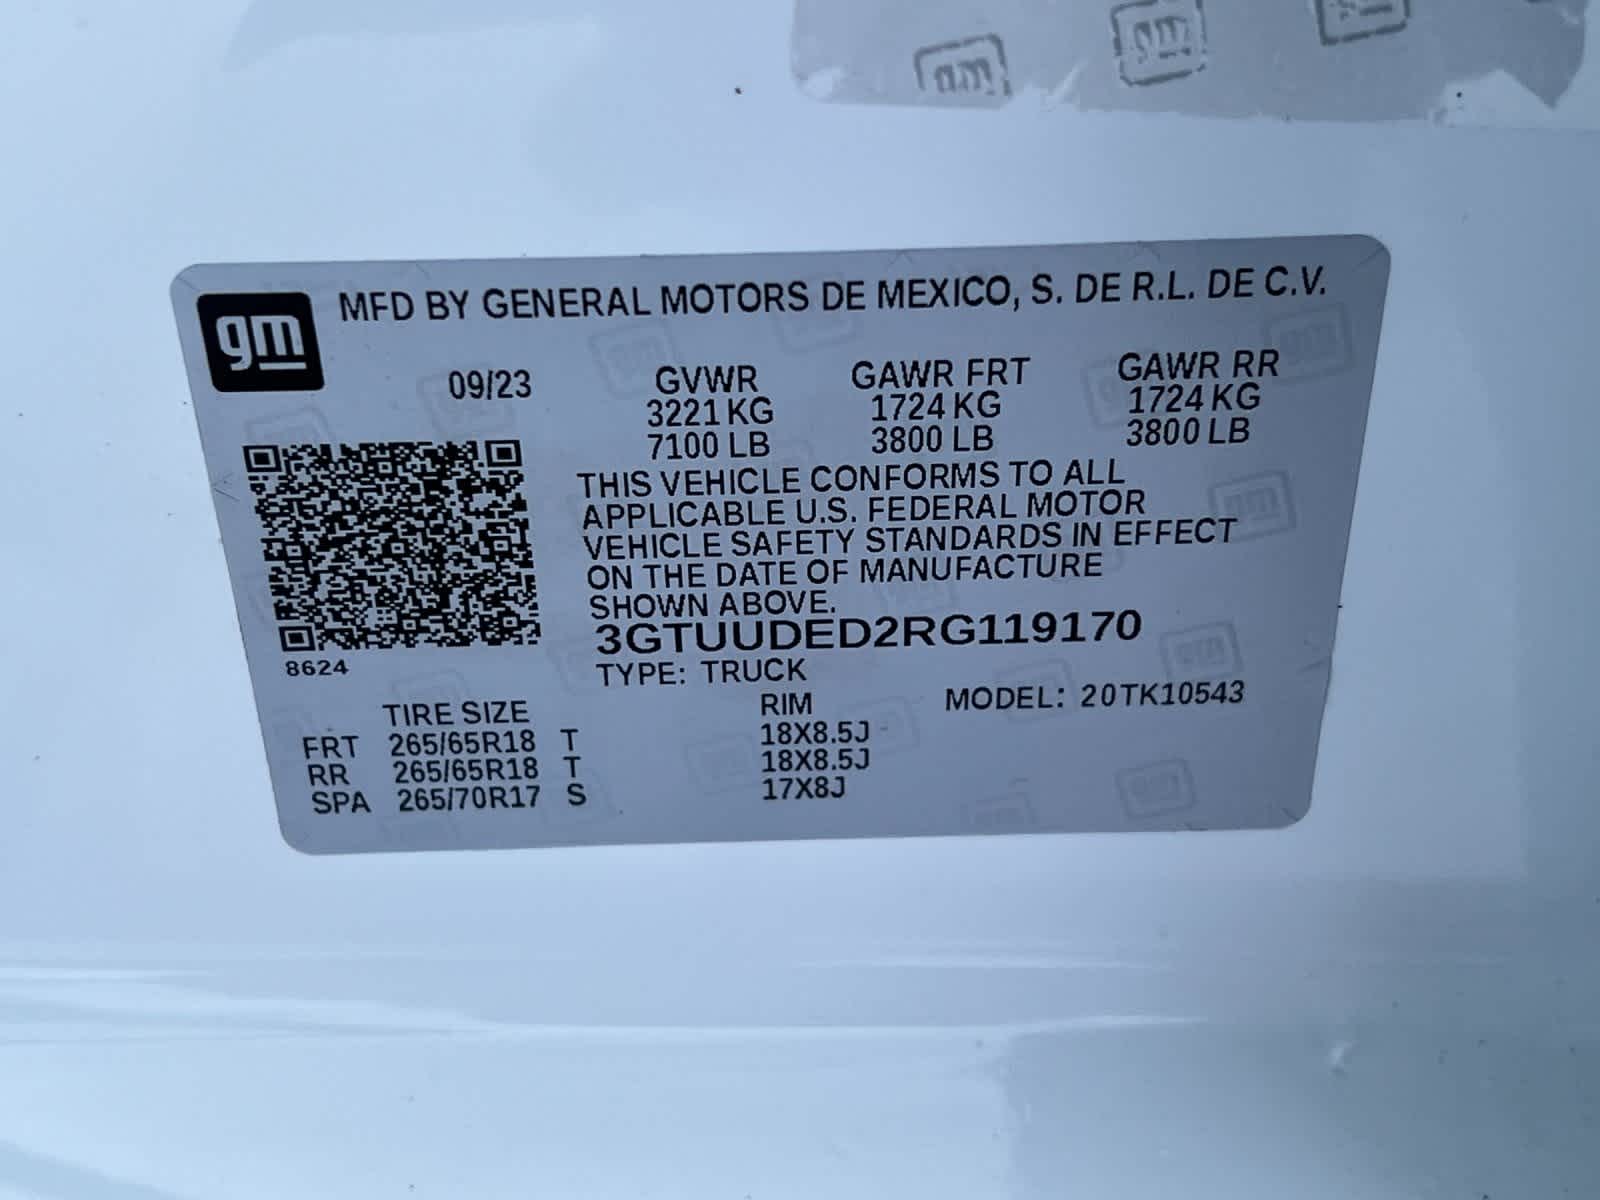 gm
MFD BY GENERAL MOTORS DE MEXICO, S. DE R.L. DE C.V.
09/23 GVWR GAWR FRT GAWR RR
3221 KG 1724 KG 1724 KG
7100 LB 3800 LB 3800 LB
THIS VEHICLE CONFORMS TO ALL
APPLICABLE U.S. FEDERAL MOTOR
VEHICLE SAFETY STANDARDS IN EFFECT
ON THE DATE OF MANUFACTURE
SHOWN ABOVE.
3GTUUDED2RG119170
8624
TYPE: TRUCK
TIRE SIZE RIM MODEL: 20TK10543
FRT 265/65R18 T 18X8.5J
RR 265/65R18 T 18X8.5J
SPA 265/70R17 S 17X8J